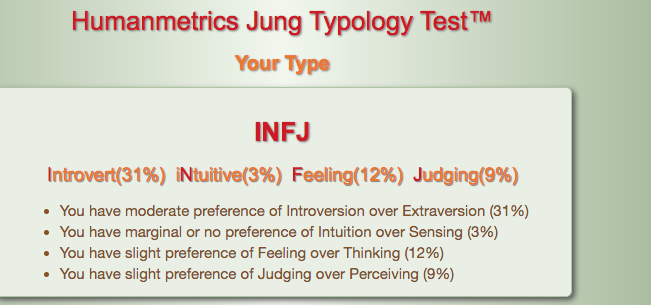 Humanmetrics Jung Typology Test™
Your Type
INFJ
Introvert(31%) iNtuitive(3%) Feeling(12%) Judging(9%)
• You have moderate preference of Introversion over Extraversion (31%)
• You have marginal or no preference of Intuition over Sensing (3%)
• You have slight preference of Feeling over Thinking (12%)
• You have slight preference of Judging over Perceiving (9%)